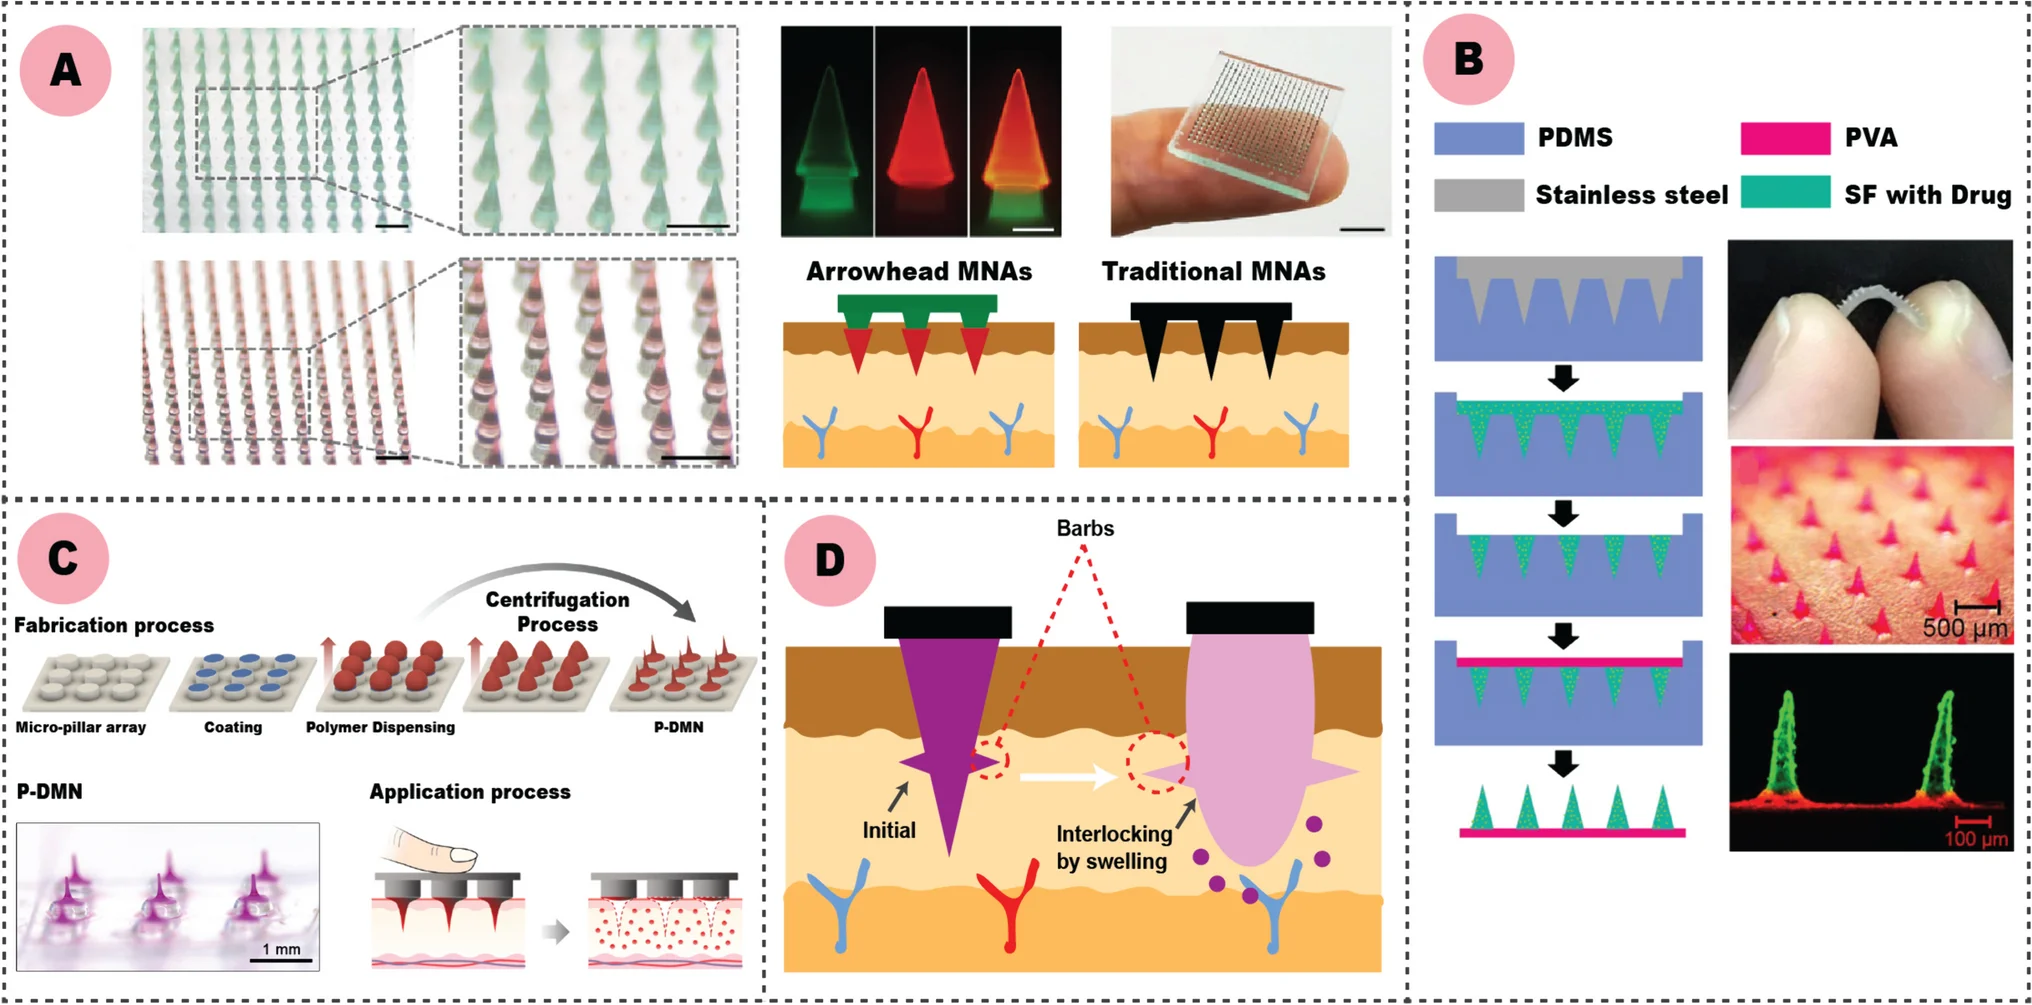 A
Arrowhead MNAs
Traditional MNAs
B
PDMS
PVA
Stainless steel
SF with Drug
500 µm
100 µm
C
Fabrication process
Centrifugation
Process
Micro-pillar array
Coating
Polymer Dispensing
P-DMN
P-DMN
1 mm
Application process
D
Barbs
Initial
Interlocking
by swelling